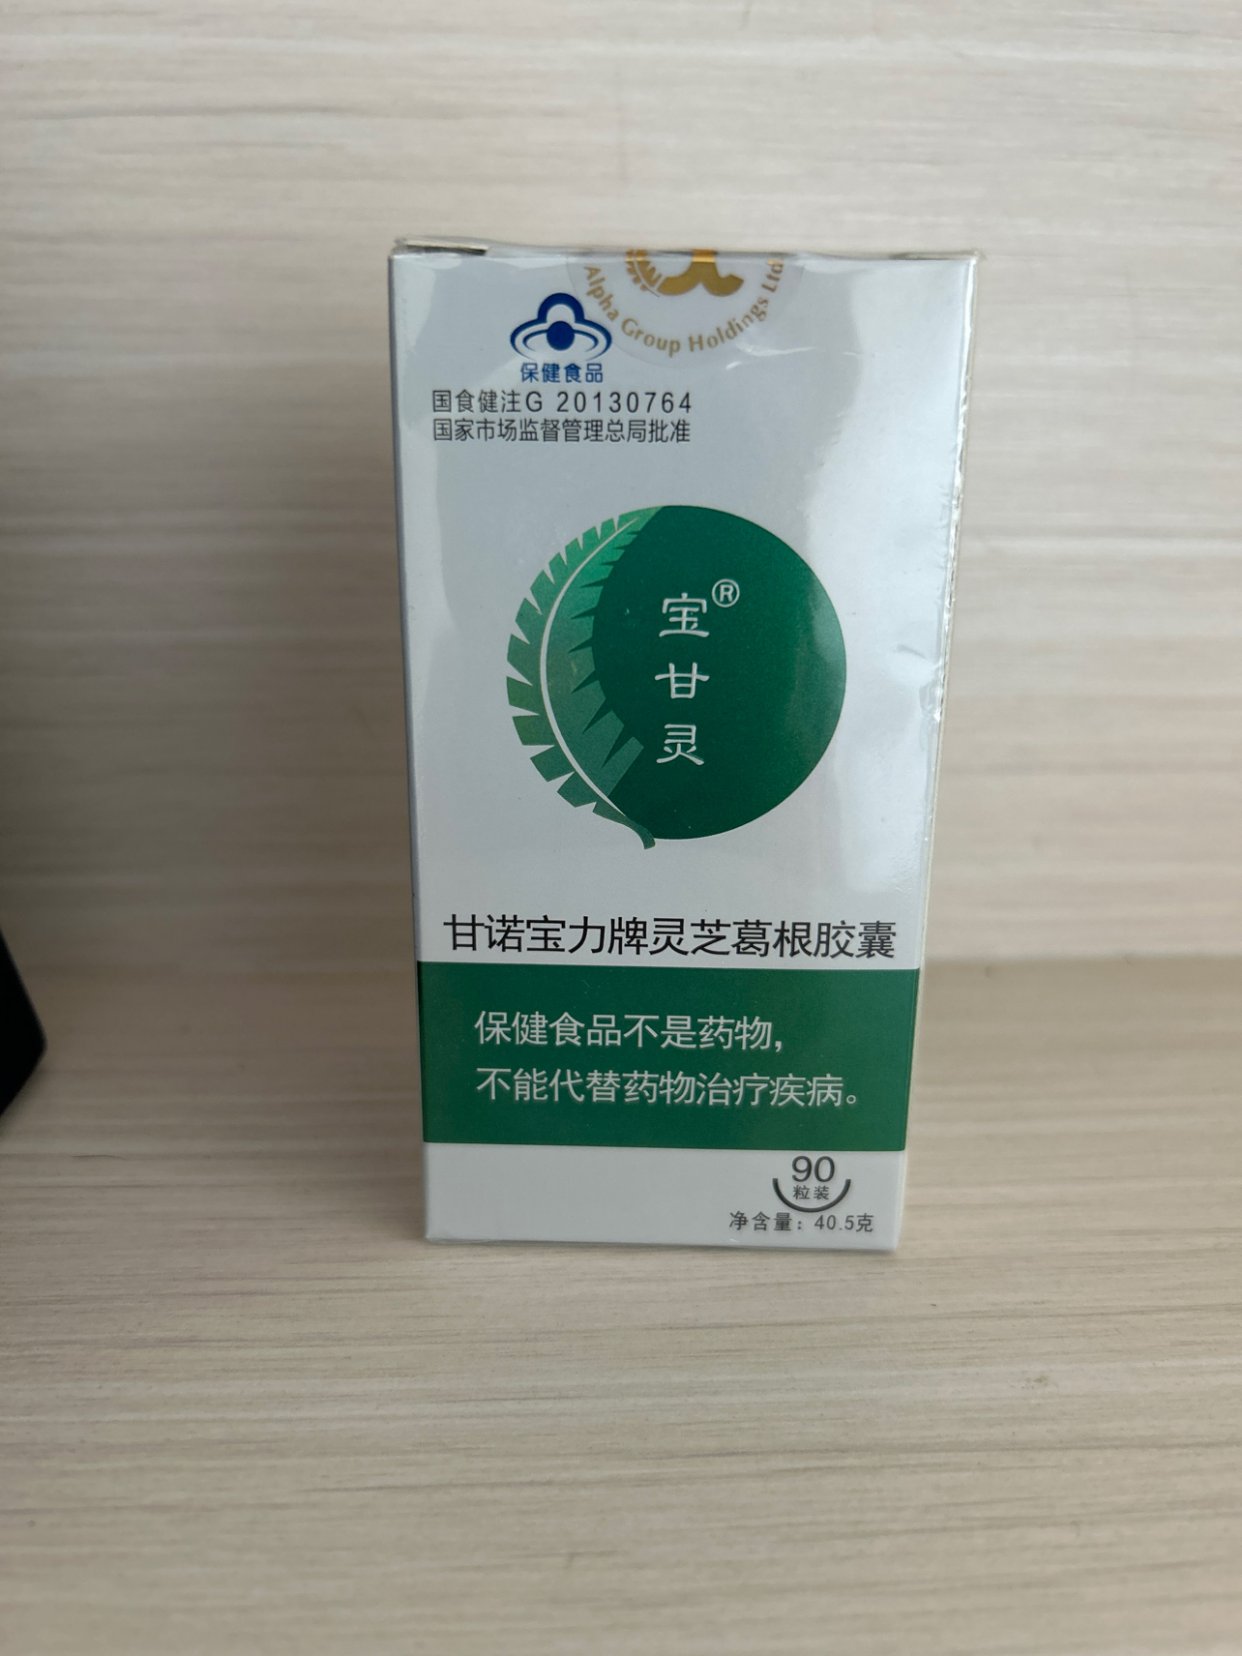 Alpha Group Holdings Ltd
保健食品
国食健注G 20130764
国家市场监督管理总局批准
宝®
甘
灵
甘诺宝力牌灵芝葛根胶囊
保健食品不是药物，
不能代替药物治疗疾病。
90
粒装
净含量：40.5克